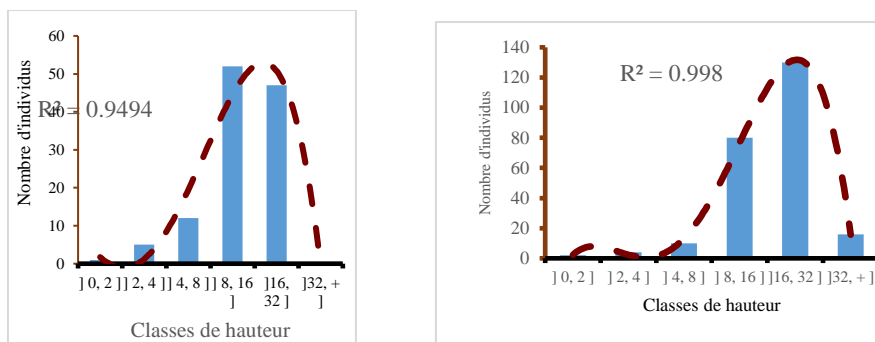 60
50
40
30
20
10
0
Nombre d'individus
R² = 0.9494
] 0, 2 ] ] 2, 4 ] ] 4, 8 ] ] 8, 16 ] ]16, 32 ] ]32, + ]
Classes de hauteur
140
120
100
80
60
40
20
0
Nombre d'individus
R² = 0.998
] 0, 2 ] ] 2, 4 ] ] 4, 8 ] ] 8, 16 ] ]16, 32 ] ]32, + ]
Classes de hauteur